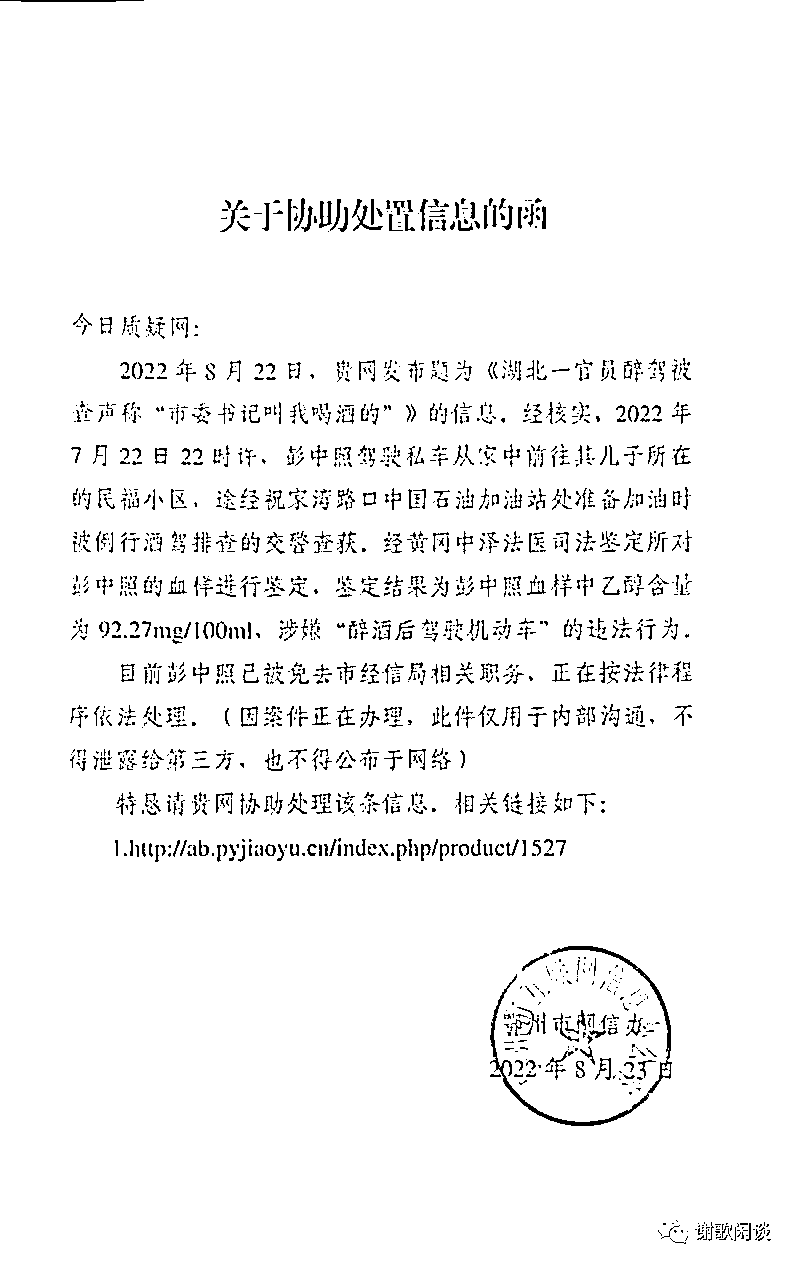 关于协助处置信息的函
今日质疑网：
2022 年 8 月 22 日，贵网发布题为《湖北一官员醉驾被
查声称“市委书记叫我喝酒的”》的信息。经核实，2022 年
7 月 22 日 22 时许，彭中照驾驶私车从家中前往其儿子所在
的民福小区，途经祝家湾路口中国石油加油站处准备加油时
被例行酒驾排查的交警查获。经黄冈中泽法医司法鉴定所对
彭中照的血样进行鉴定，鉴定结果为彭中照血样中乙醇含量
为 92.27mg/100ml，涉嫌“醉酒后驾驶机动车”的违法行为。
目前彭中照已被免去市经信局相关职务，正在按法律程
序依法处理。（因案件正在办理，此件仅用于内部沟通，不
得泄露给第三方，也不得公布于网络）
特恳请贵网协助处理该条信息。相关链接如下：
1.http://ab.pyjiaoyu.cn/index.php/product/1527
鄂州市网信办
2022 年 8 月 23 日
谢歌闲谈